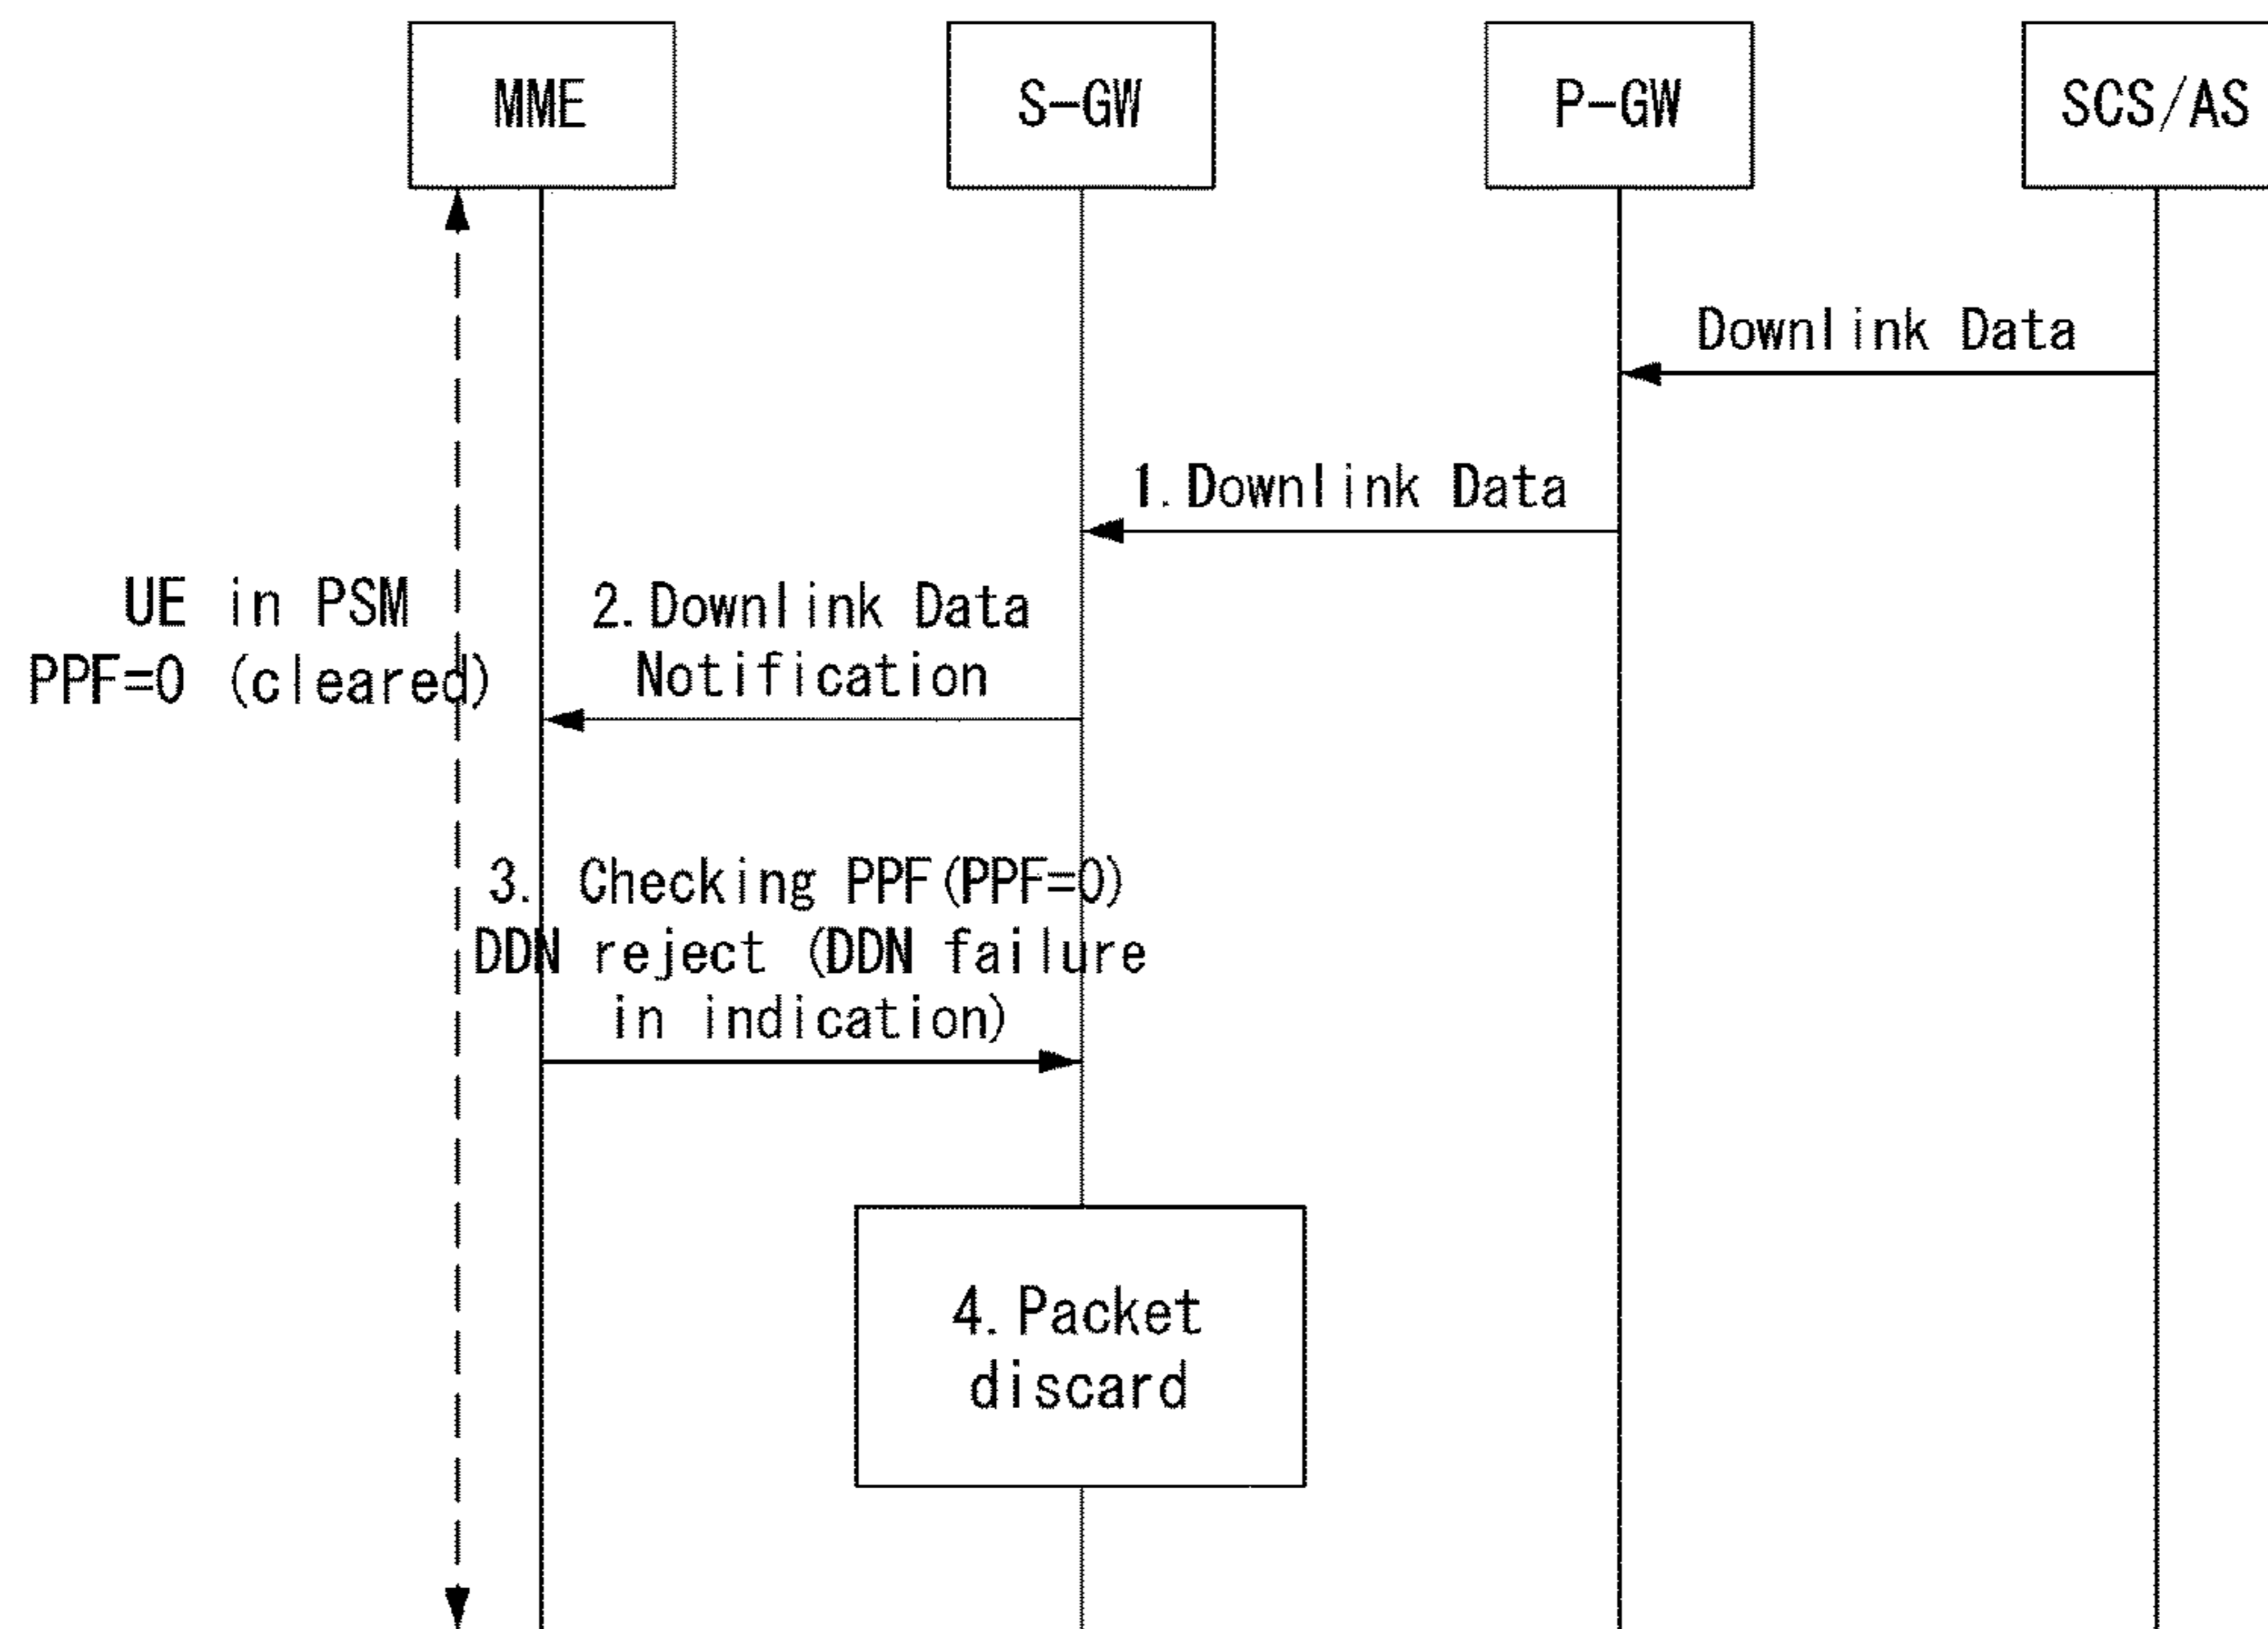 MME
S-GW
P-GW
SCS/AS
Downlink Data
1. Downlink Data
UE in PSM
PPF=0 (cleared)
2. Downlink Data
Notification
3. Checking PPF(PPF=0)
DDN reject (DDN failure
in indication)
4. Packet
discard